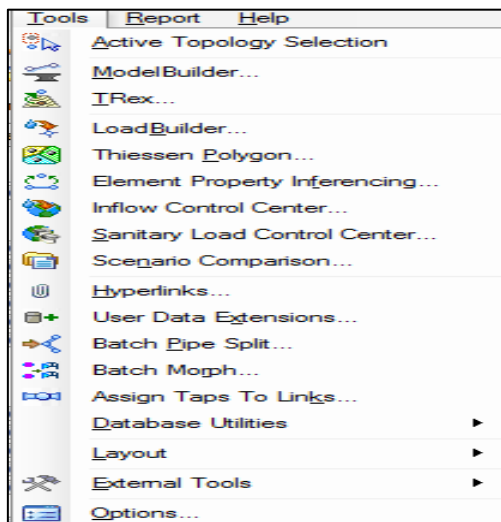 Tools Report Help
Active Topology Selection
ModelBuilder...
TRex...
LoadBuilder...
Thiessen Polygon...
Element Property Inferencing...
Inflow Control Center...
Sanitary Load Control Center...
Scenario Comparison...
Hyperlinks...
User Data Extensions...
Batch Pipe Split...
Batch Morph...
Assign Taps To Links...
Database Utilities
Layout
External Tools
Options...